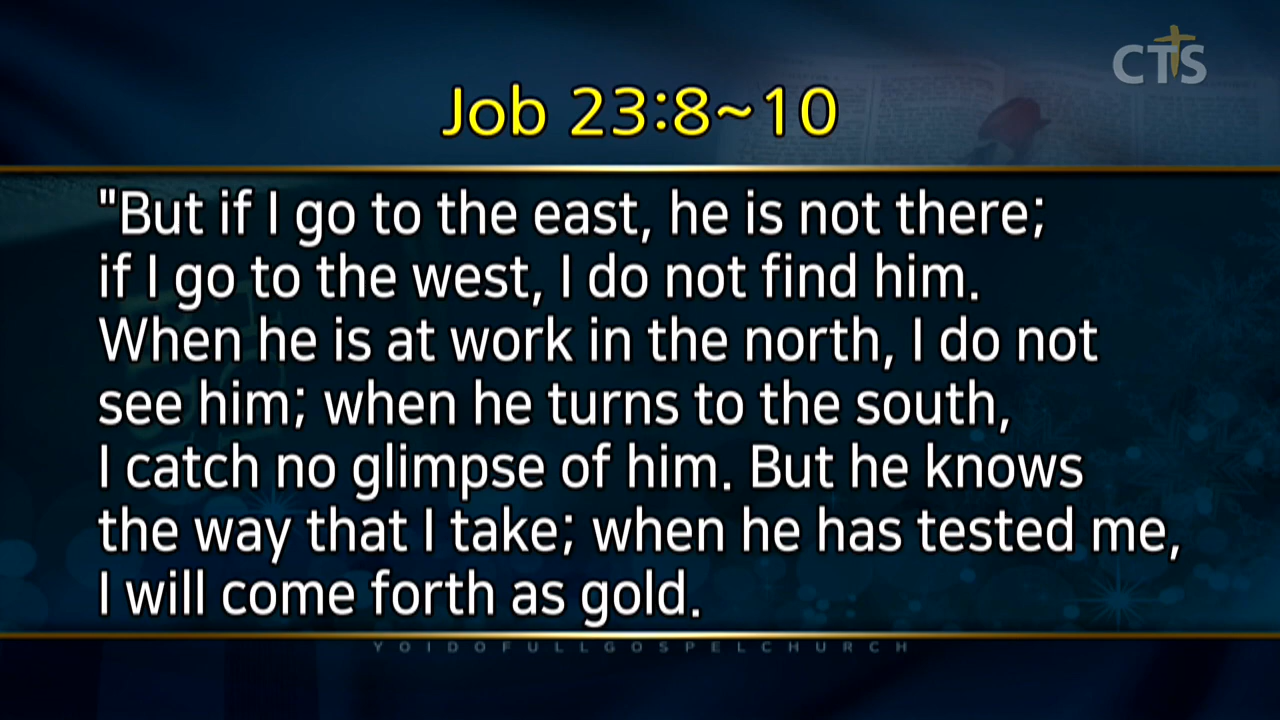 CTS
Job 23:8~10
"But if I go to the east, he is not there;
if I go to the west, I do not find him.
When he is at work in the north, I do not
see him; when he turns to the south,
I catch no glimpse of him. But he knows
the way that I take; when he has tested me,
I will come forth as gold.
YOIDOFULLGOSPELCHURCH